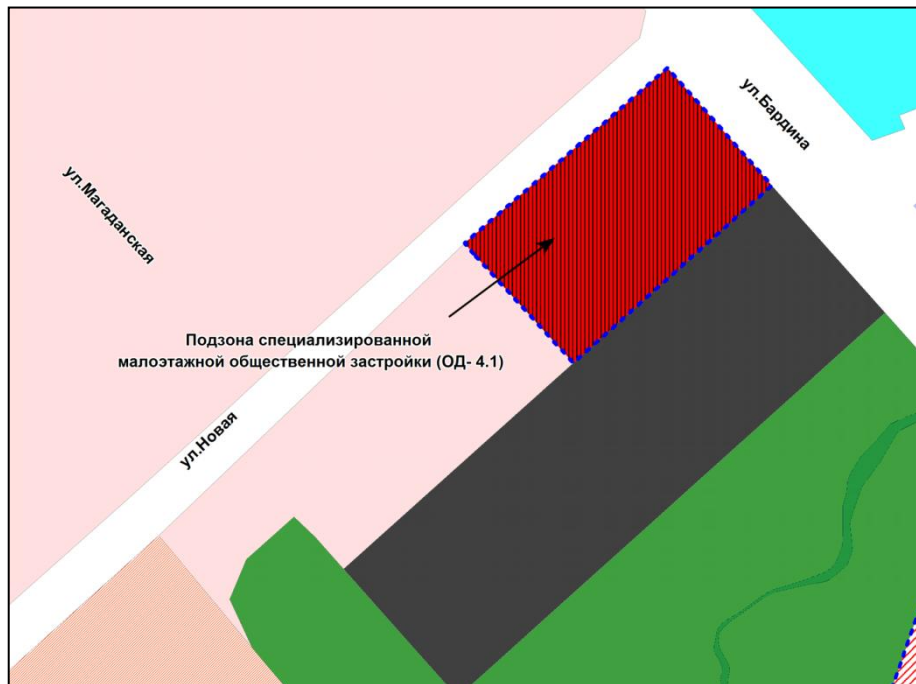 ул.Бардина
ул.Магаданская
Подзона специализированной
малоэтажной общественной застройки (ОД- 4.1)
ул.Новая